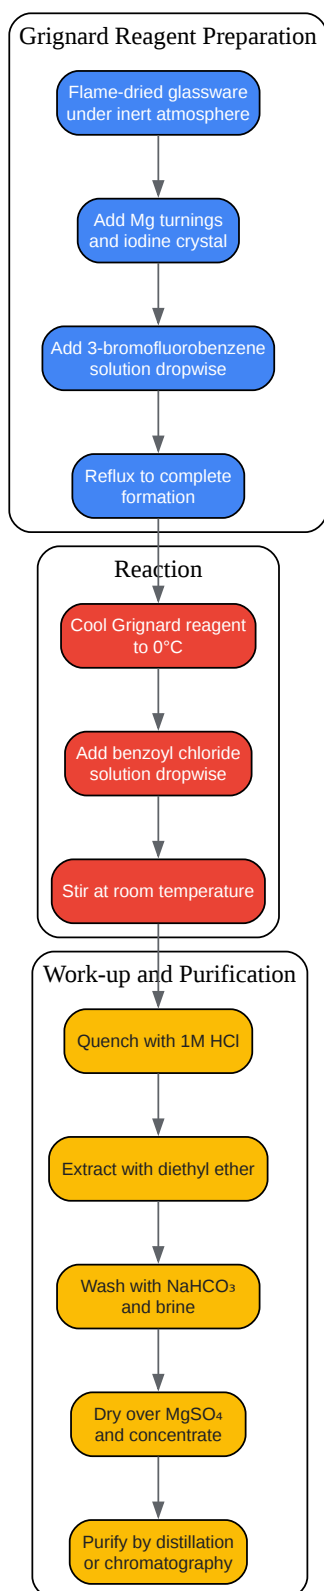 Grignard Reagent Preparation
Flame-dried glassware
under inert atmosphere
Add Mg turnings
and iodine crystal
Add 3-bromofluorobenzene
solution dropwise
Reflux to complete
formation
Reaction
Cool Grignard reagent
to 0°C
Add benzoyl chloride
solution dropwise
Stir at room temperature
Work-up and Purification
Quench with 1M HCl
Extract with diethyl ether
Wash with NaHCO₃
and brine
Dry over MgSO₄
and concentrate
Purify by distillation
or chromatography